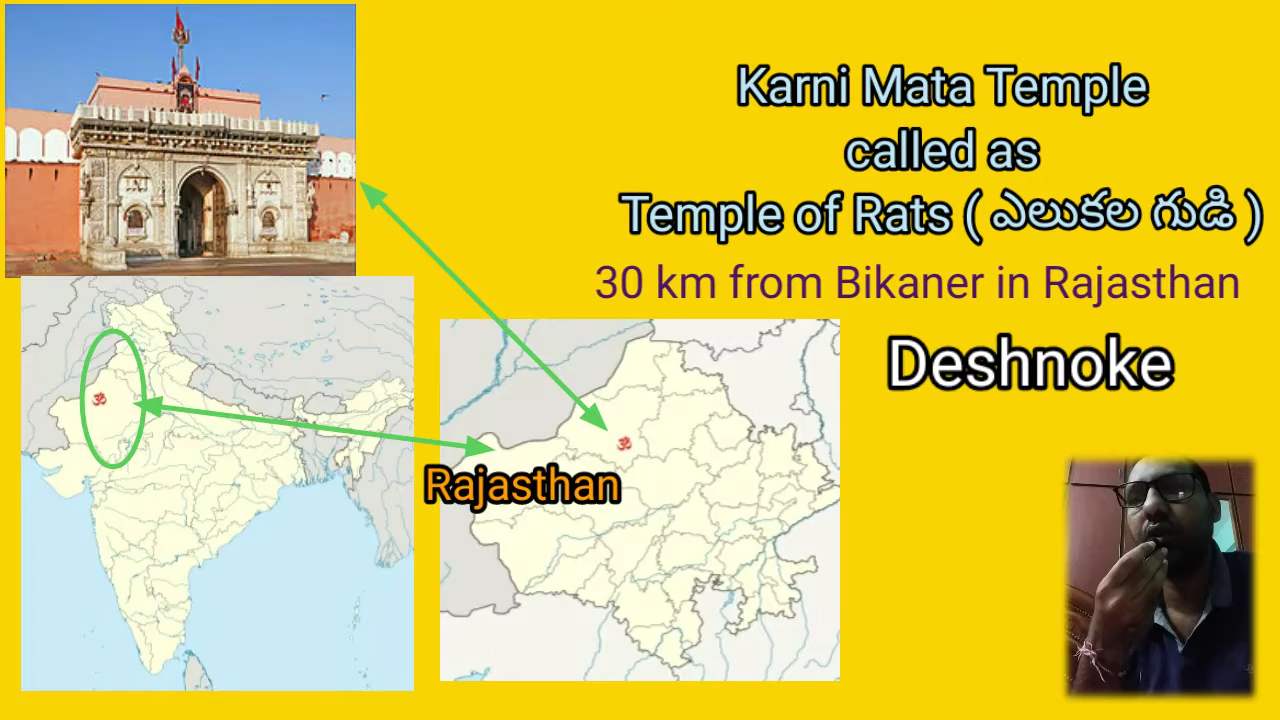 Karni Mata Temple
called as
Temple of Rats ( ఎలుకల గుడి )
30 km from Bikaner in Rajasthan
Deshnoke
Rajasthan
ॐ
ॐ